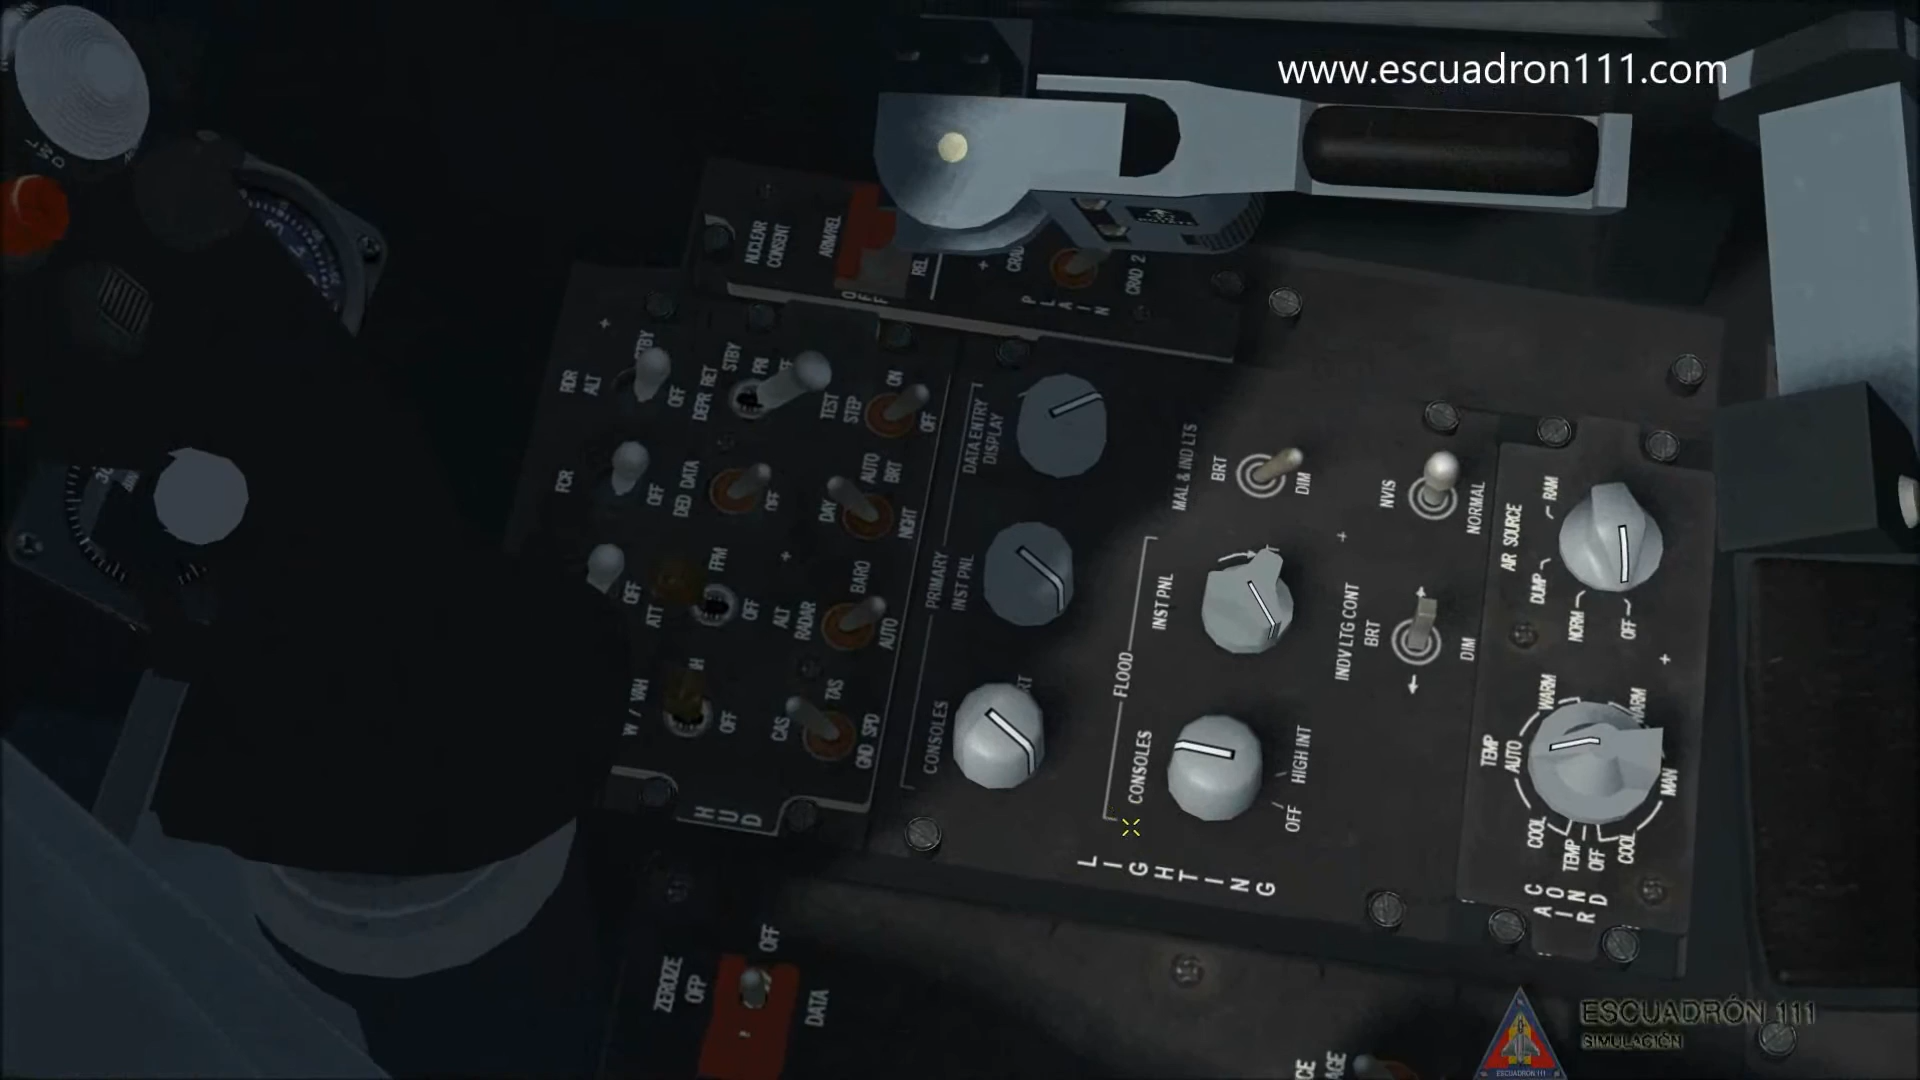 www.escuadron111.com
NUCLEAR
CONSENT
ARM/REL
REL
OFF
CRAD 2
PLAIN
RDR
ALT
STBY
OFF
DEPR RET
STBY
PRI
TEST
STEP
ON
OFF
FCR
OFF
DED DATA
OFF
AUTO
BRT
DAY
NIGHT
OFF
ATT
FPM
OFF
ALT
RADAR
BARO
AUTO
W / VAH
OFF
CAS
TAS
GND SPD
HUD
DATA ENTRY
DISPLAY
PRIMARY
INST PNL
CONSOLES
MAL & IND LTS
BRT
DIM
NVIS
NORMAL
FLOOD
INST PNL
CONSOLES
HIGH INT
OFF
INDV LTG CONT
BRT
DIM
LIGHTING
AIR SOURCE
RAM
DUMP
NORM
OFF
TEMP
AUTO
WARM
WARM
MAN
COOL
TEMP
OFF
COOL
AIR
COND
ZEROIZE
OFP
OFF
DATA
ESCUADRÓN 111
SIMULACIÓN
ESCUADRÓN 111